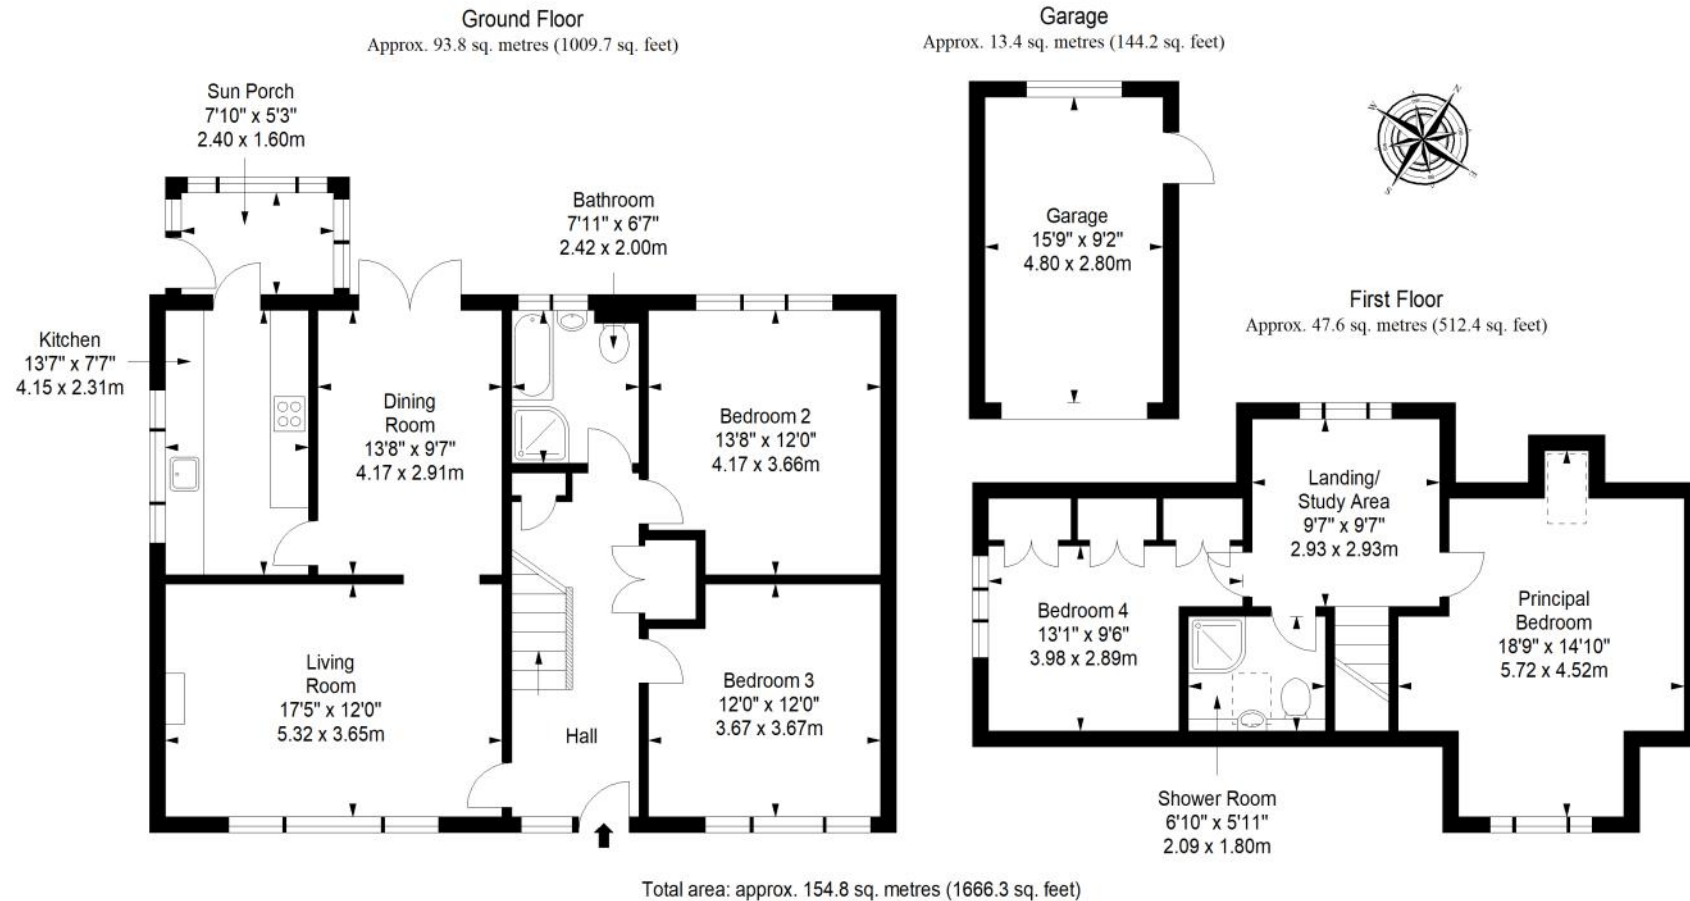 Ground Floor
Approx. 93.8 sq. metres (1009.7 sq. feet)
Sun Porch
7'10" x 5'3"
2.40 x 1.60m
Bathroom
7'11" x 6'7"
2.42 x 2.00m
Kitchen
13'7" x 7'7"
4.15 x 2.31m
Dining
Room
13'8" x 9'7"
4.17 x 2.91m
Bedroom 2
13'8" x 12'0"
4.17 x 3.66m
Living
Room
17'5" x 12'0"
5.32 x 3.65m
Hall
Bedroom 3
12'0" x 12'0"
3.67 x 3.67m
Garage
Approx. 13.4 sq. metres (144.2 sq. feet)
Garage
15'9" x 9'2"
4.80 x 2.80m
N
W
E
S
First Floor
Approx. 47.6 sq. metres (512.4 sq. feet)
Landing/
Study Area
9'7" x 9'7"
2.93 x 2.93m
Bedroom 4
13'1" x 9'6"
3.98 x 2.89m
Principal
Bedroom
18'9" x 14'10"
5.72 x 4.52m
Shower Room
6'10" x 5'11"
2.09 x 1.80m
Total area: approx. 154.8 sq. metres (1666.3 sq. feet)